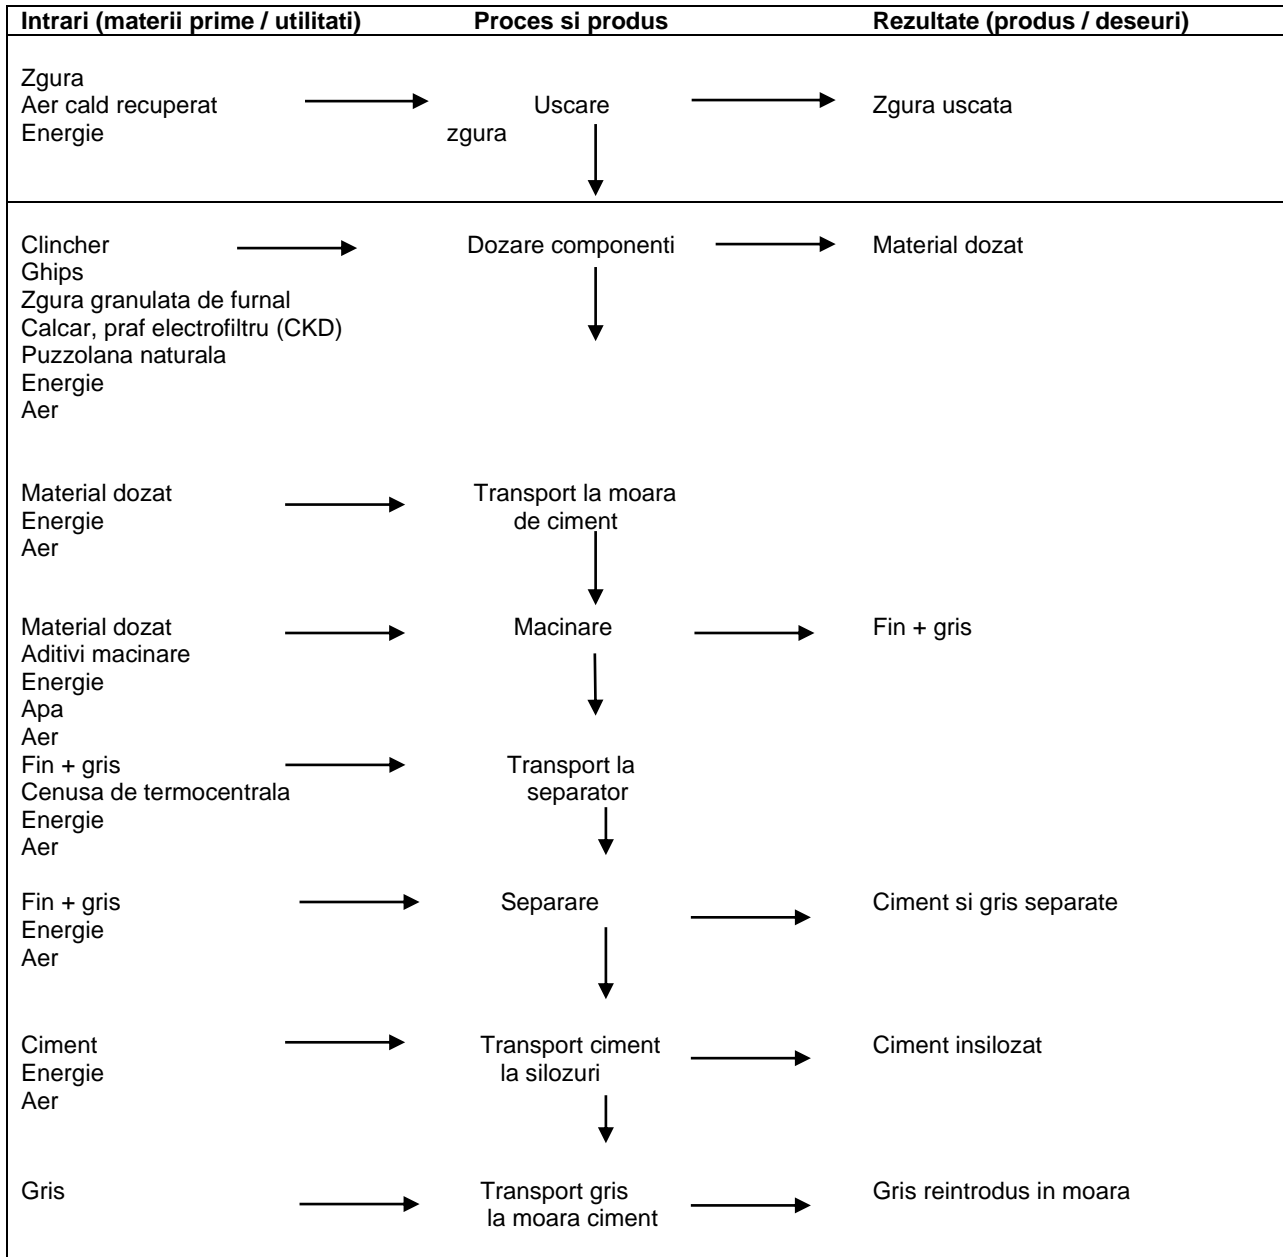 Intrari (materii prime / utilitati) Proces si produs Rezultate (produs / deseuri)
Zgura
Aer cald recuperat Uscare Zgura uscata
Energie zgura
Clincher Dozare componenti Material dozat
Ghips
Zgura granulata de furnal
Calcar, praf electrofiltru (CKD)
Puzzolana naturala
Energie
Aer
Material dozat Transport la moara
Energie de ciment
Aer
Material dozat Macinare Fin + gris
Aditivi macinare
Energie
Apa
Aer
Fin + gris Transport la
Cenusa de termocentrala separator
Energie
Aer
Fin + gris Separare Ciment si gris separate
Energie
Aer
Ciment Transport ciment Ciment insilozat
Energie la silozuri
Aer
Gris Transport gris Gris reintrodus in moara
la moara ciment